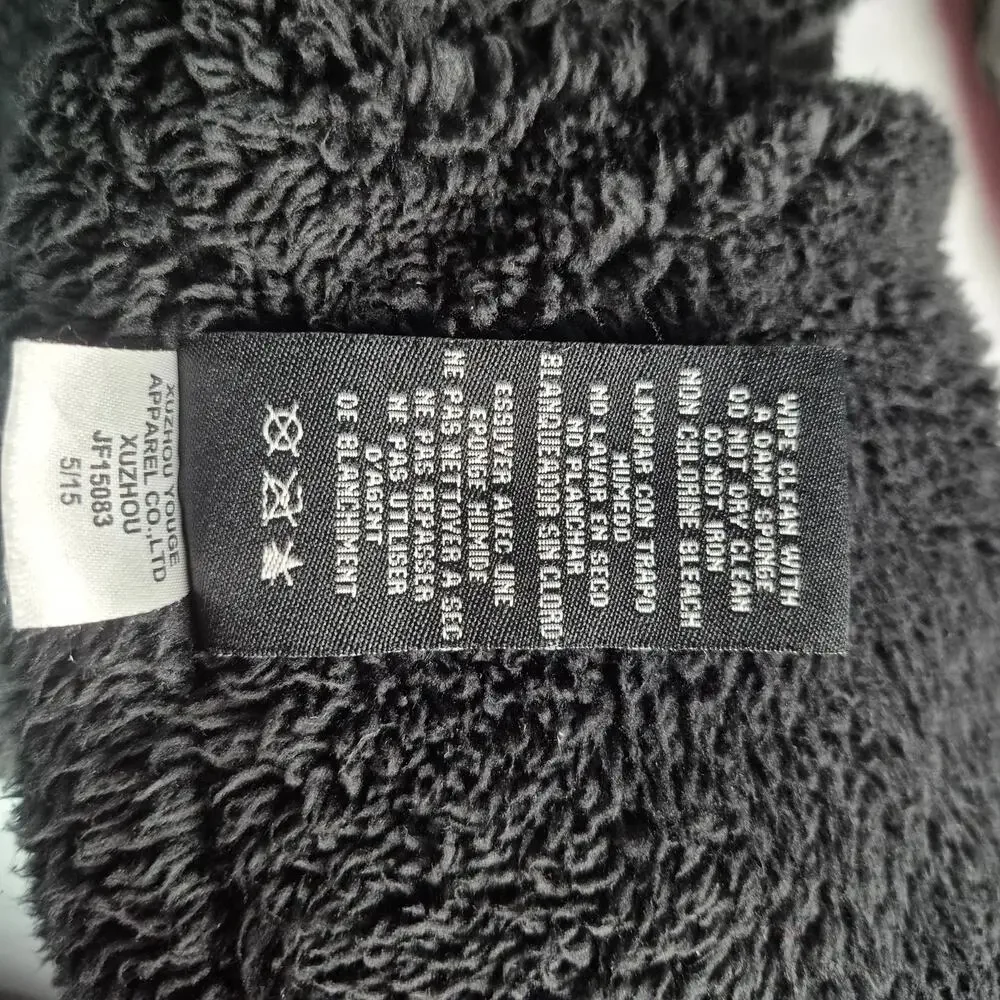 WIPE CLEAN WITH
A DAMP SPONGE
DO NOT DRY CLEAN
DO NOT IRON
NON CHLORINE BLEACH
LIMPIAR CON TRAPO
HUMEDO
NO LAVAR EN SECO
NO PLANCHAR
BLANQUEADOR SIN CLORO
ESSUYER AVEC UNE
EPONGE HUMIDE
NE PAS NETTOYER A SEC
NE PAS REPASSER
NE PAS UTILISER
D'AGENT
DE BLANCHIMENT
XUZHOU YOUGE
APPAREL CO.,LTD
XUZHOU
JF15083
5/15